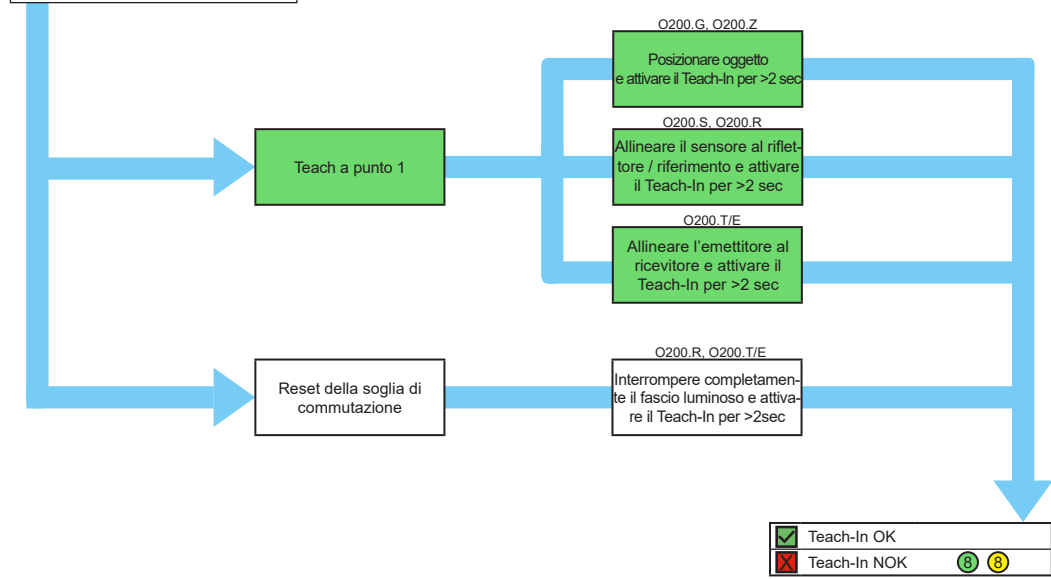 O200.G, O200.Z
Posizionare oggetto
e attivare il Teach-In per >2 sec
Teach a punto 1
O200.S, O200.R
Allineare il sensore al riflet-
tore / riferimento e attivare
il Teach-In per >2 sec
O200.T/E
Allineare l'emettitore al
ricevitore e attivare il
Teach-In per >2 sec
Reset della soglia di
commutazione
O200.R, O200.T/E
Interrompere completamen-
te il fascio luminoso e attiva-
re il Teach-In per >2sec
Teach-In OK
Teach-In NOK 8 8